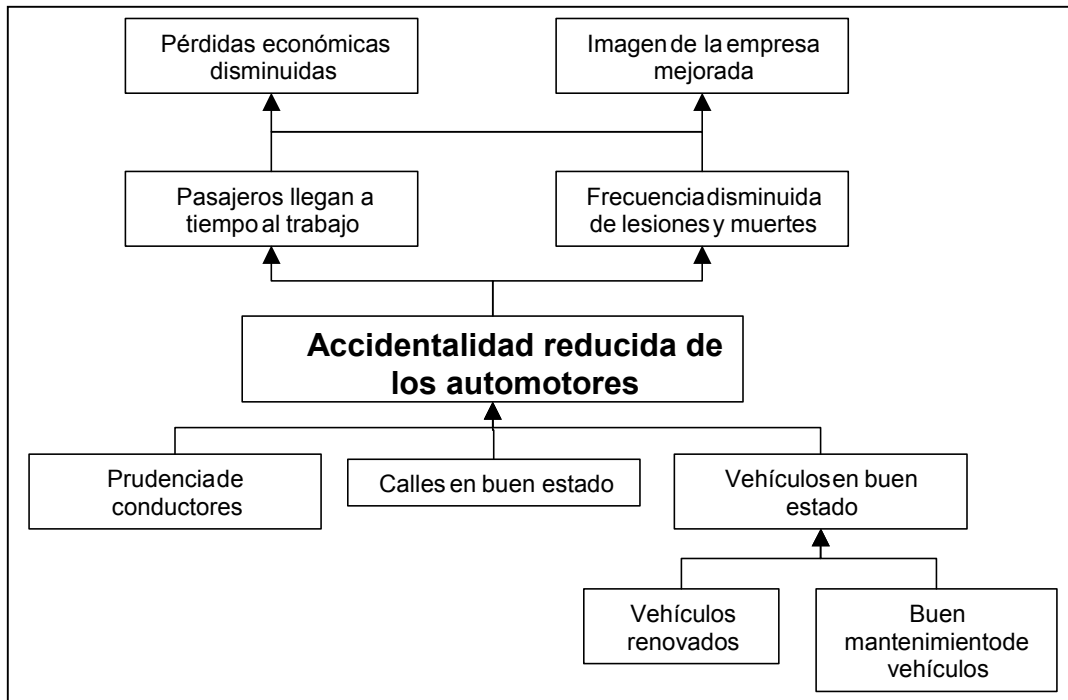 Pérdidas económicas
disminuidas
Imagen de la empresa
mejorada
Pasajeros llegan a
tiempo al trabajo
Frecuencia disminuida
de lesiones y muertes
Accidentalidad reducida de
los automotores
Prudencia de
conductores
Calles en buen estado
Vehículos en buen
estado
Vehículos
renovados
Buen
mantenimiento de
vehículos